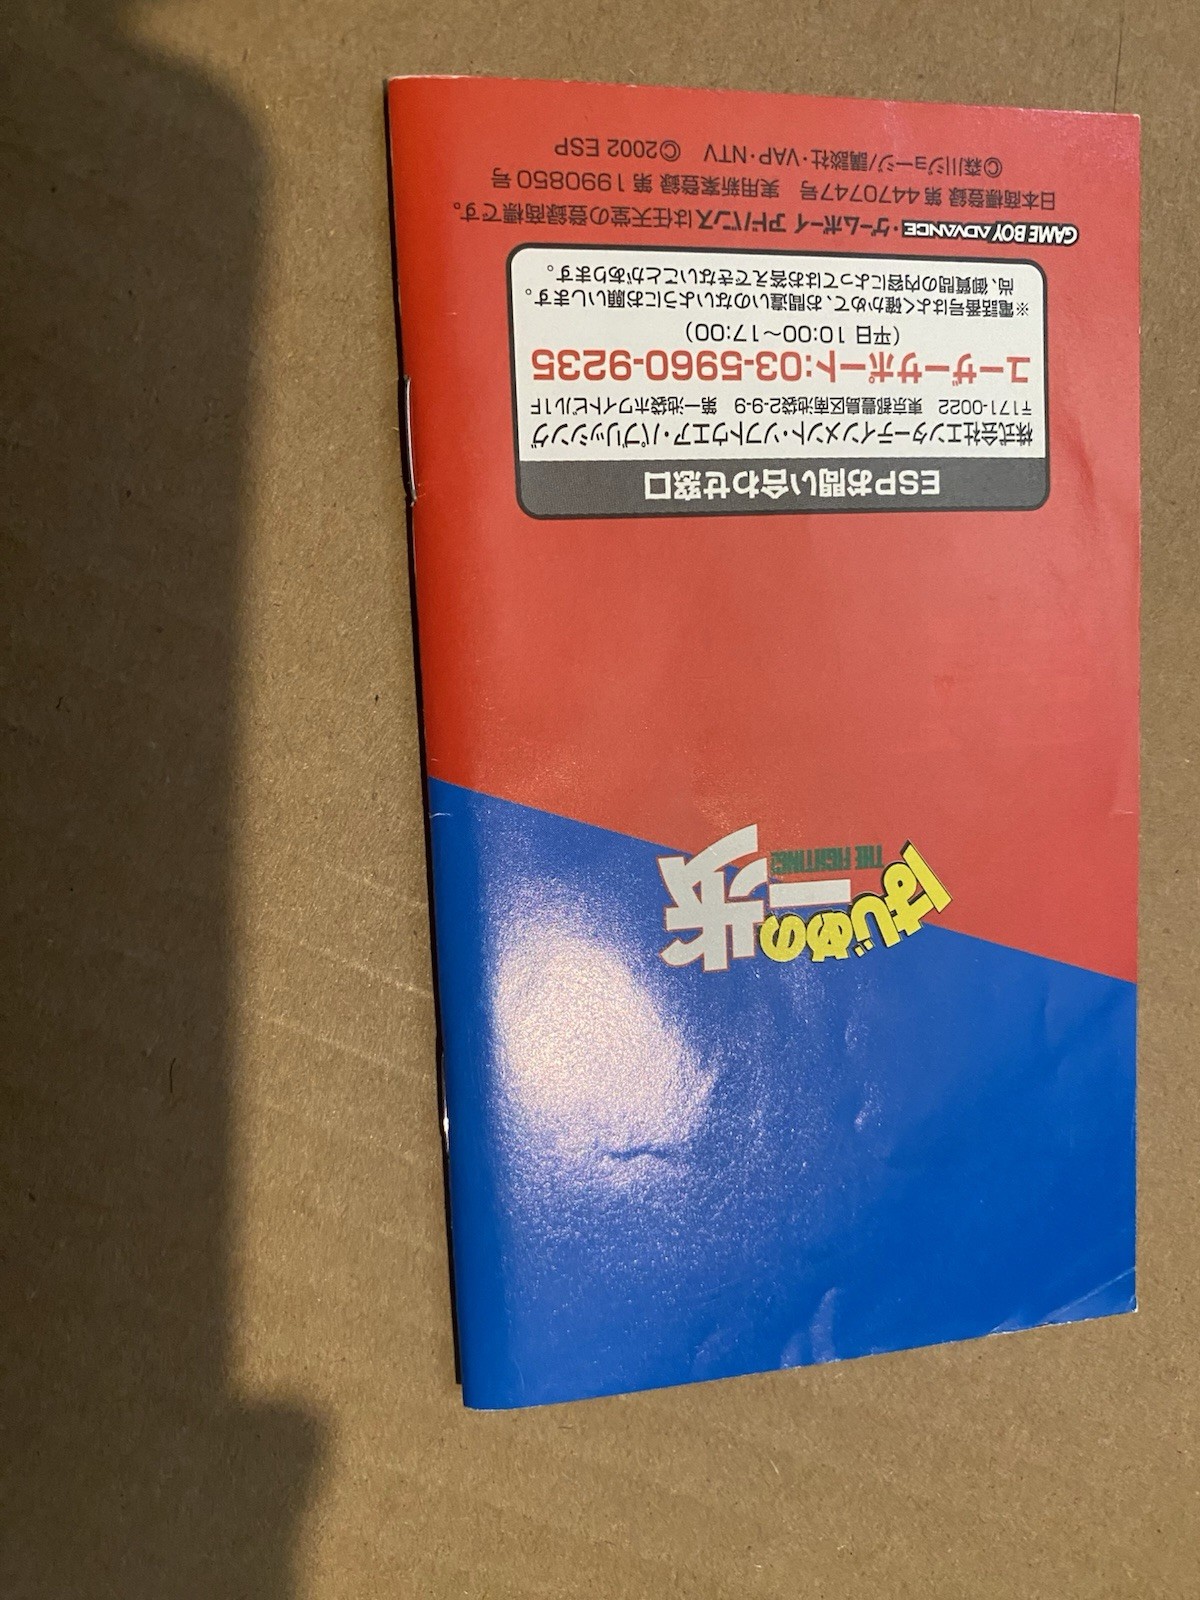 はじめの
一歩
THE FIGHTING!
ESPお問い合わせ窓口
株式会社エンターテインメント・ソフトウエア・パブリッシング
〒171-0022 東京都豊島区南池袋2-9-9 第一池袋ホワイトビル1F
ユーザーサポート:03-5960-9235
(平日 10:00〜17:00)
※電話番号はよく確かめて、お間違いのないようにお願いします。
尚、御質問の内容によってはお答えできないことがあります。
GAME BOY ADVANCE・ゲームボーイ アドバンスは任天堂の登録商標です。
日本商標登録 第4470747号 実用新案登録 第1990850号
©森川ジョージ/講談社・VAP・NTV ©2002 ESP